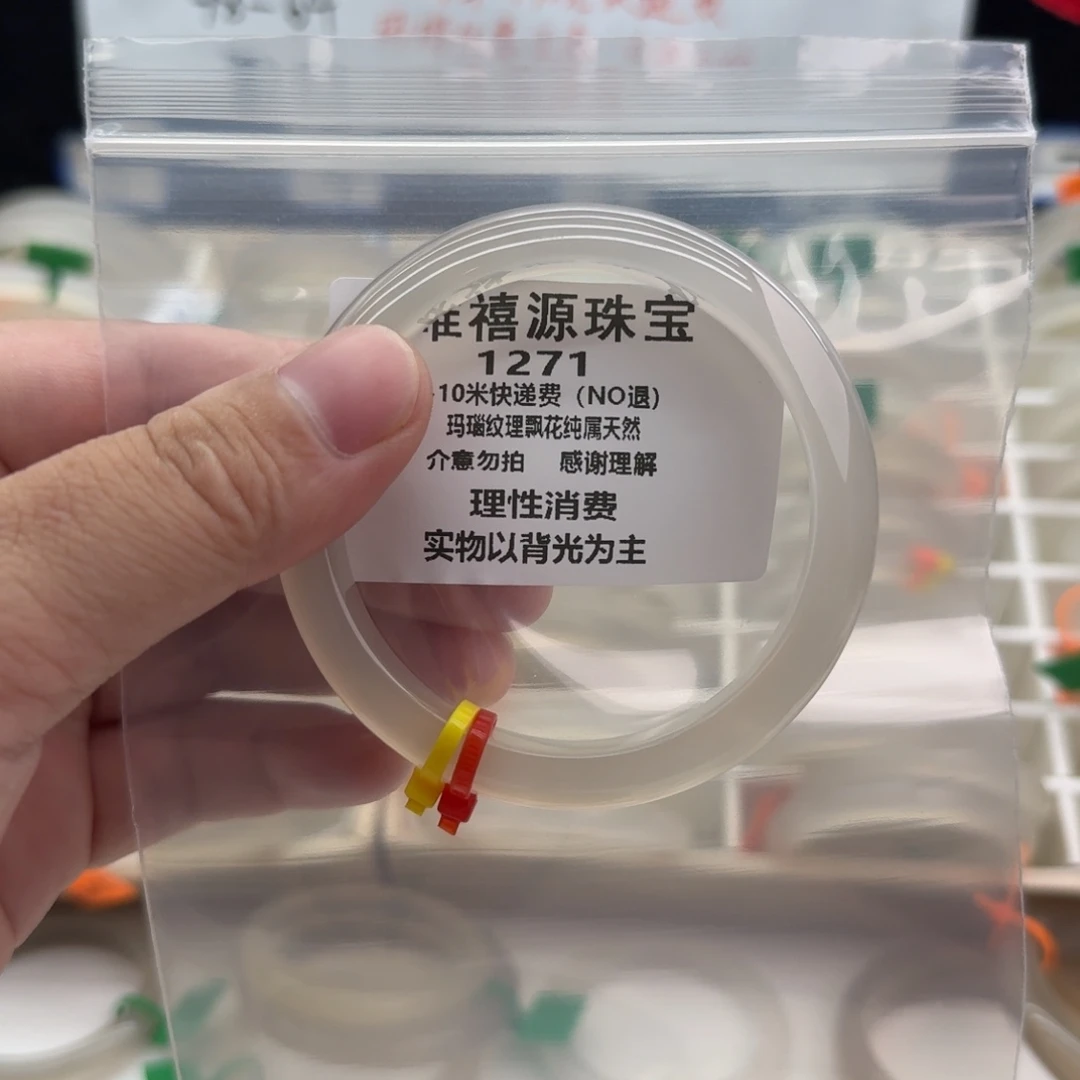 禧源珠宝
1271
10米快递费（NO退）
玛瑙纹理飘花纯属天然
介意勿拍 感谢理解
理性消费
实物以背光为主